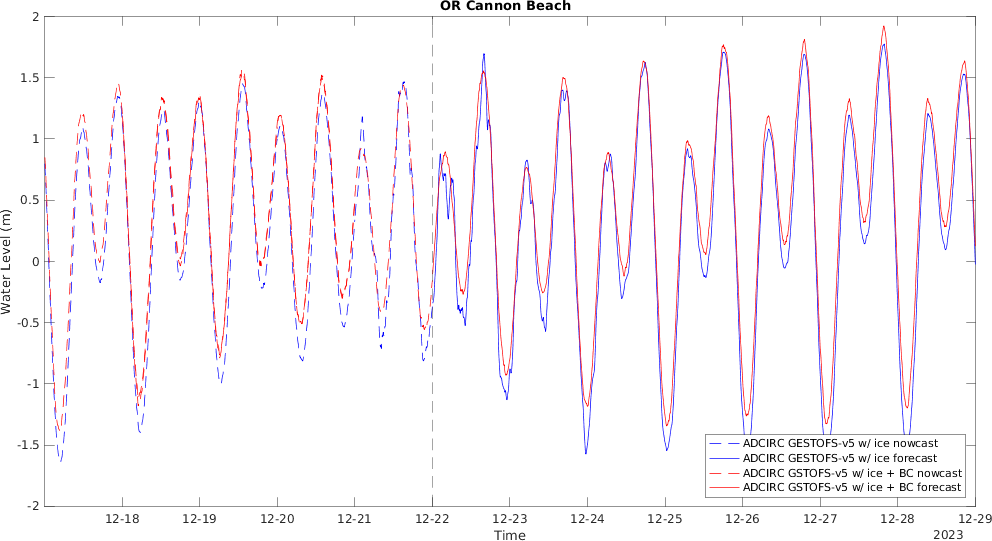 OR Cannon Beach
2
1.5
1
0.5
0
-0.5
-1
-1.5
-2
Water Level (m)
12-18 12-19 12-20 12-21 12-22 12-23 12-24 12-25 12-26 12-27 12-28 12-29
Time
2023
ADCIRC GESTOFS-v5 w/ ice nowcast
ADCIRC GESTOFS-v5 w/ ice forecast
ADCIRC GSTOFS-v5 w/ ice + BC nowcast
ADCIRC GSTOFS-v5 w/ ice + BC forecast